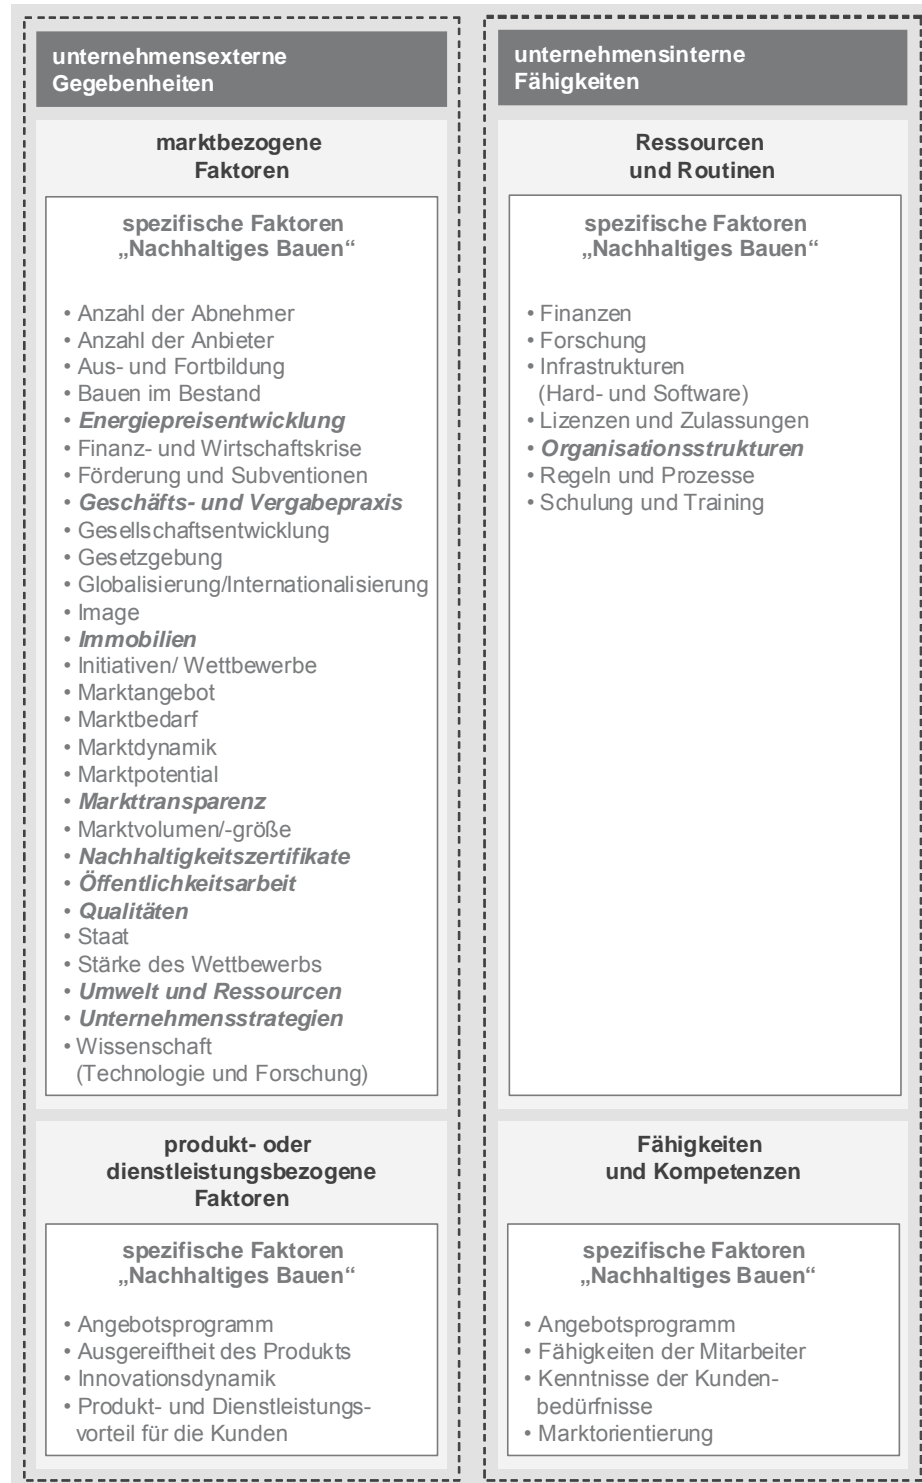 unternehmensexterne
Gegebenheiten
marktbezogene
Faktoren
spezifische Faktoren
„Nachhaltiges Bauen“
• Anzahl der Abnehmer
• Anzahl der Anbieter
• Aus- und Fortbildung
• Bauen im Bestand
• Energiepreisentwicklung
• Finanz- und Wirtschaftskrise
• Förderung und Subventionen
• Geschäfts- und Vergabepraxis
• Gesellschaftsentwicklung
• Gesetzgebung
• Globalisierung/Internationalisierung
• Image
• Immobilien
• Initiativen/ Wettbewerbe
• Marktangebot
• Marktbedarf
• Marktdynamik
• Marktpotential
• Markttransparenz
• Marktvolumen/-größe
• Nachhaltigkeitszertifikate
• Öffentlichkeitsarbeit
• Qualitäten
• Staat
• Stärke des Wettbewerbs
• Umwelt und Ressourcen
• Unternehmensstrategien
• Wissenschaft
(Technologie und Forschung)
produkt- oder
dienstleistungsbezogene
Faktoren
spezifische Faktoren
„Nachhaltiges Bauen“
• Angebotsprogramm
• Ausgereiftheit des Produkts
• Innovationsdynamik
• Produkt- und Dienstleistungs-
vorteil für die Kunden
unternehmensinterne
Fähigkeiten
Ressourcen
und Routinen
spezifische Faktoren
„Nachhaltiges Bauen“
• Finanzen
• Forschung
• Infrastrukturen
(Hard- und Software)
• Lizenzen und Zulassungen
• Organisationsstrukturen
• Regeln und Prozesse
• Schulung und Training
Fähigkeiten
und Kompetenzen
spezifische Faktoren
„Nachhaltiges Bauen“
• Angebotsprogramm
• Fähigkeiten der Mitarbeiter
• Kenntnisse der Kunden-
bedürfnisse
• Marktorientierung